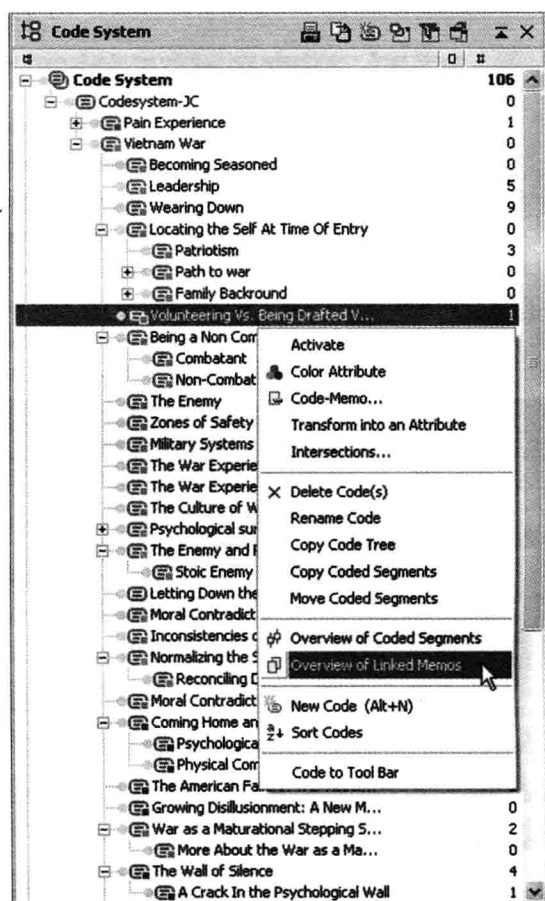 Code System
Code System 106
Codesystem-JC 0
Pain Experience 1
Vietnam War 0
Becoming Seasoned 0
Leadership 5
Wearing Down 9
Locating the Self At Time Of Entry 0
Patriotism 3
Path to war 0
Family Backround 0
Volunteering Vs. Being Drafted V... 1
Being a Non Com
Combatant
Non-Combat
The Enemy
Zones of Safety
Military Systems
The War Experie
The War Experie
The Culture of W
Psychological sur
The Enemy and
Stoic Enemy
Letting Down the
Moral Contradict
Inconsistencies
Normalizing the S
Reconciling
Moral Contradict
Coming Home an
Psychologica
Physical Com
The American Fa
Growing Disillusionment: A New M... 0
War as a Maturational Stepping S... 2
More About the War as a Ma... 0
The Wall of Silence 4
A Crack In the Psychological Wall 1
Activate
Color Attribute
Code-Memo...
Transform into an Attribute
Intersections...
Delete Code(s)
Rename Code
Copy Code Tree
Copy Coded Segments
Move Coded Segments
Overview of Coded Segments
Overview of Linked Memos
New Code (Alt+N)
Sort Codes
Code to Tool Bar